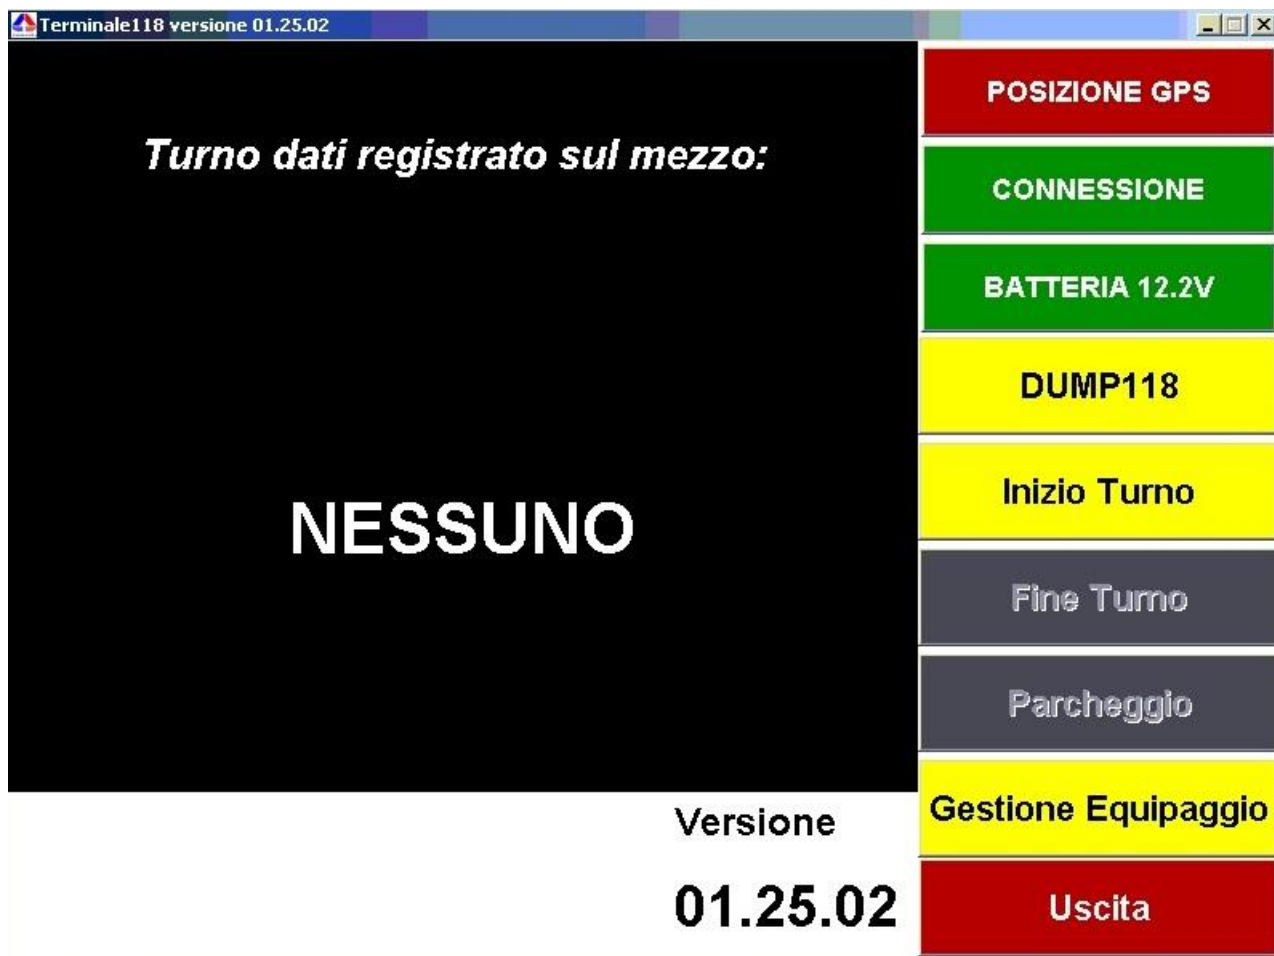 Terminale118 versione 01.25.02
Turno dati registrato sul mezzo:
NESSUNO
Versione
01.25.02
POSIZIONE GPS
CONNESSIONE
BATTERIA 12.2V
DUMP118
Inizio Turno
Fine Turno
Parcheggio
Gestione Equipaggio
Uscita